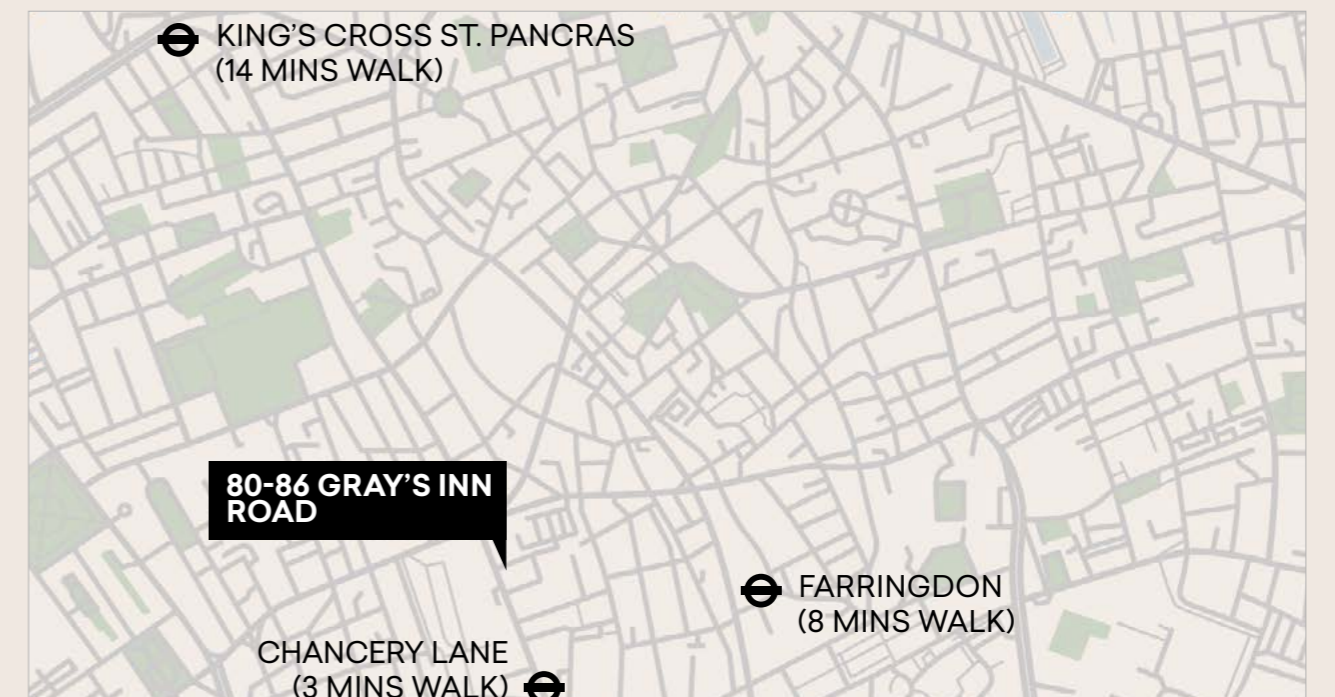 KING'S CROSS ST. PANCRAS
(14 MINS WALK)
80-86 GRAY'S INN
ROAD
FARRINGDON
(8 MINS WALK)
CHANCERY LANE
(3 MINS WALK)